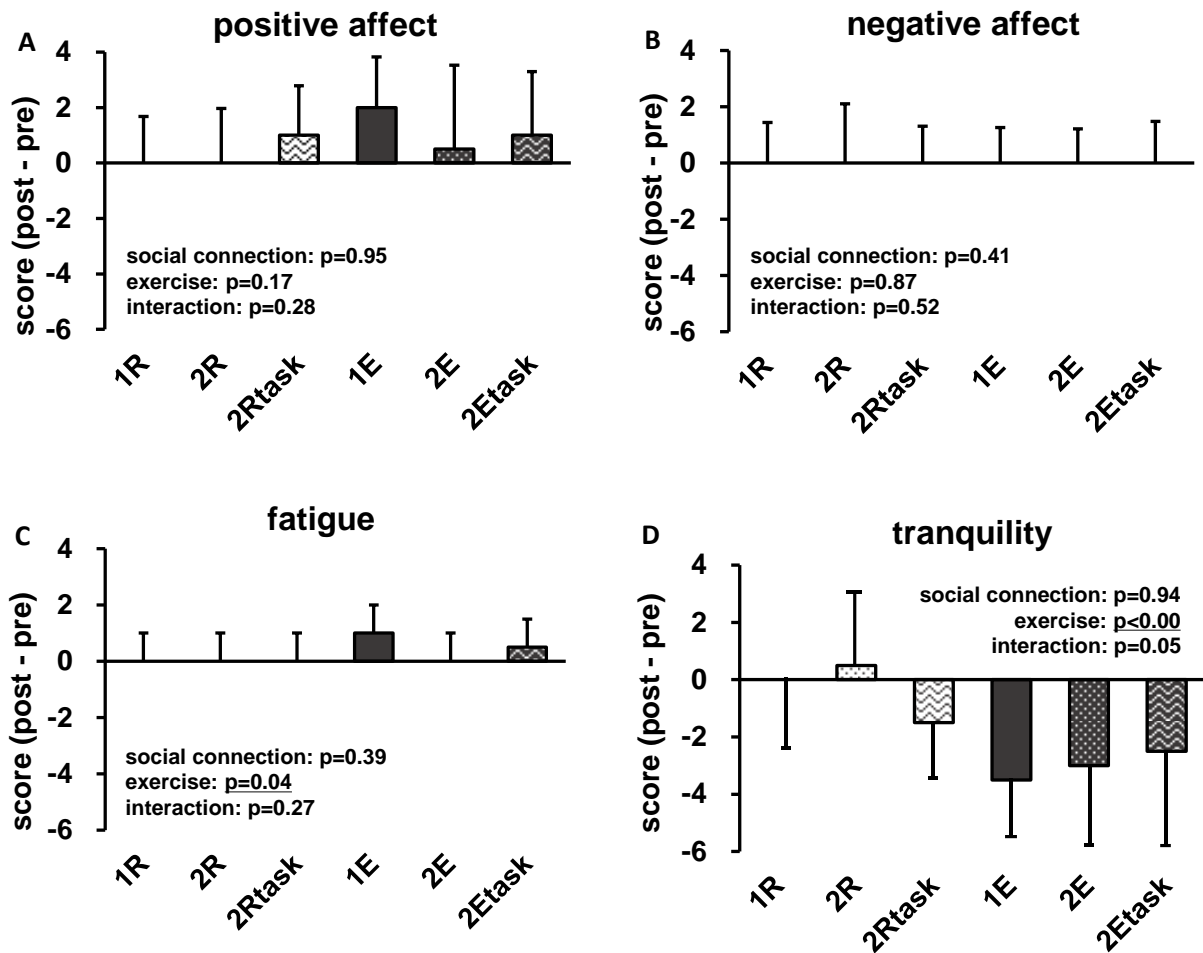 A
positive affect
score (post - pre)
4
2
0
-2
-4
-6
social connection: p=0.95
exercise: p=0.17
interaction: p=0.28
1R
2R
2Rtask
1E
2E
2Etask
B
negative affect
score (post - pre)
4
2
0
-2
-4
-6
social connection: p=0.41
exercise: p=0.87
interaction: p=0.52
1R
2R
2Rtask
1E
2E
2Etask
C
fatigue
score (post - pre)
4
2
0
-2
-4
-6
social connection: p=0.39
exercise: p=0.04
interaction: p=0.27
1R
2R
2Rtask
1E
2E
2Etask
D
tranquility
score (post - pre)
4
2
0
-2
-4
-6
social connection: p=0.94
exercise: p<0.00
interaction: p=0.05
1R
2R
2Rtask
1E
2E
2Etask